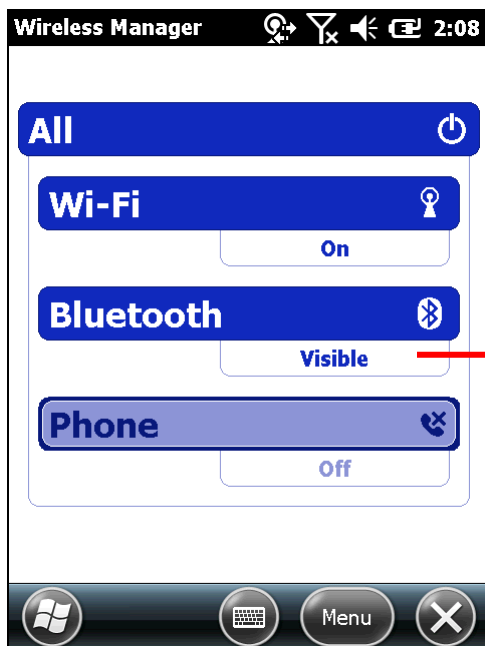 Wireless Manager 2:08
All
Wi-Fi
On
Bluetooth
Visible
Phone
Off
Menu